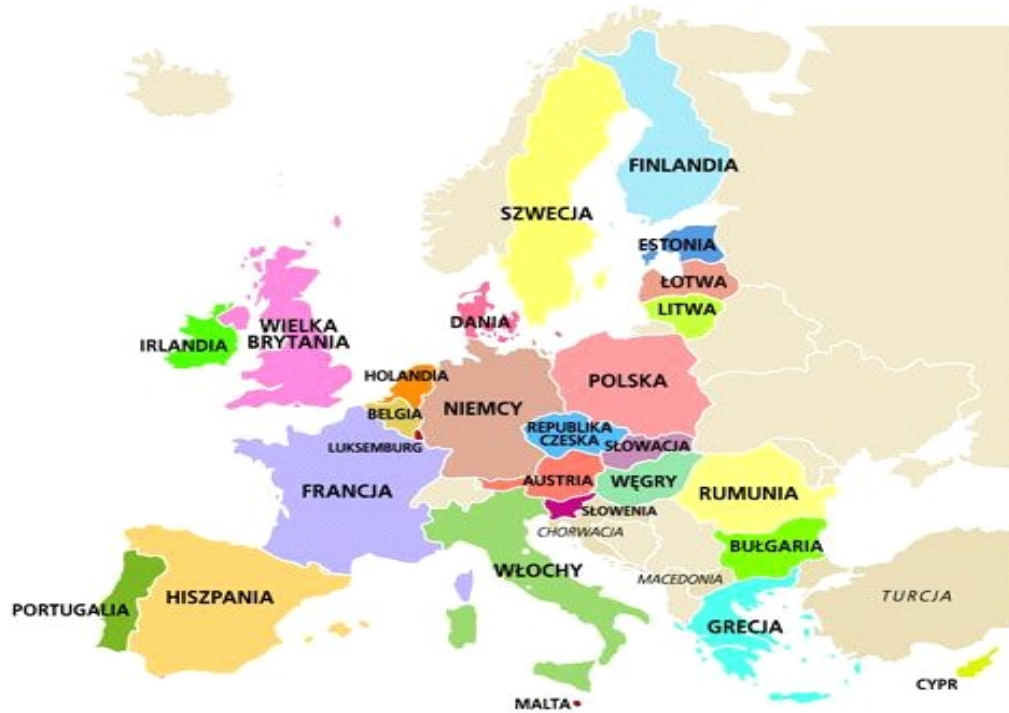 FINLANDIA
SZWECJA
ESTONIA
ŁOTWA
LITWA
DANIA
WIELKA
BRYTANIA
IRLANDIA
HOLANDIA
POLSKA
NIEMCY
BELGIA
REPUBLIKA
CZESKA
SŁOWACJA
LUKSEMBURG
AUSTRIA
WĘGRY
FRANCJA
RUMUNIA
SŁOWENIA
CHORWACJA
BUŁGARIA
WŁOCHY
MACEDONIA
HISZPANIA
TURCJA
PORTUGALIA
GRECJA
CYPR
MALTA